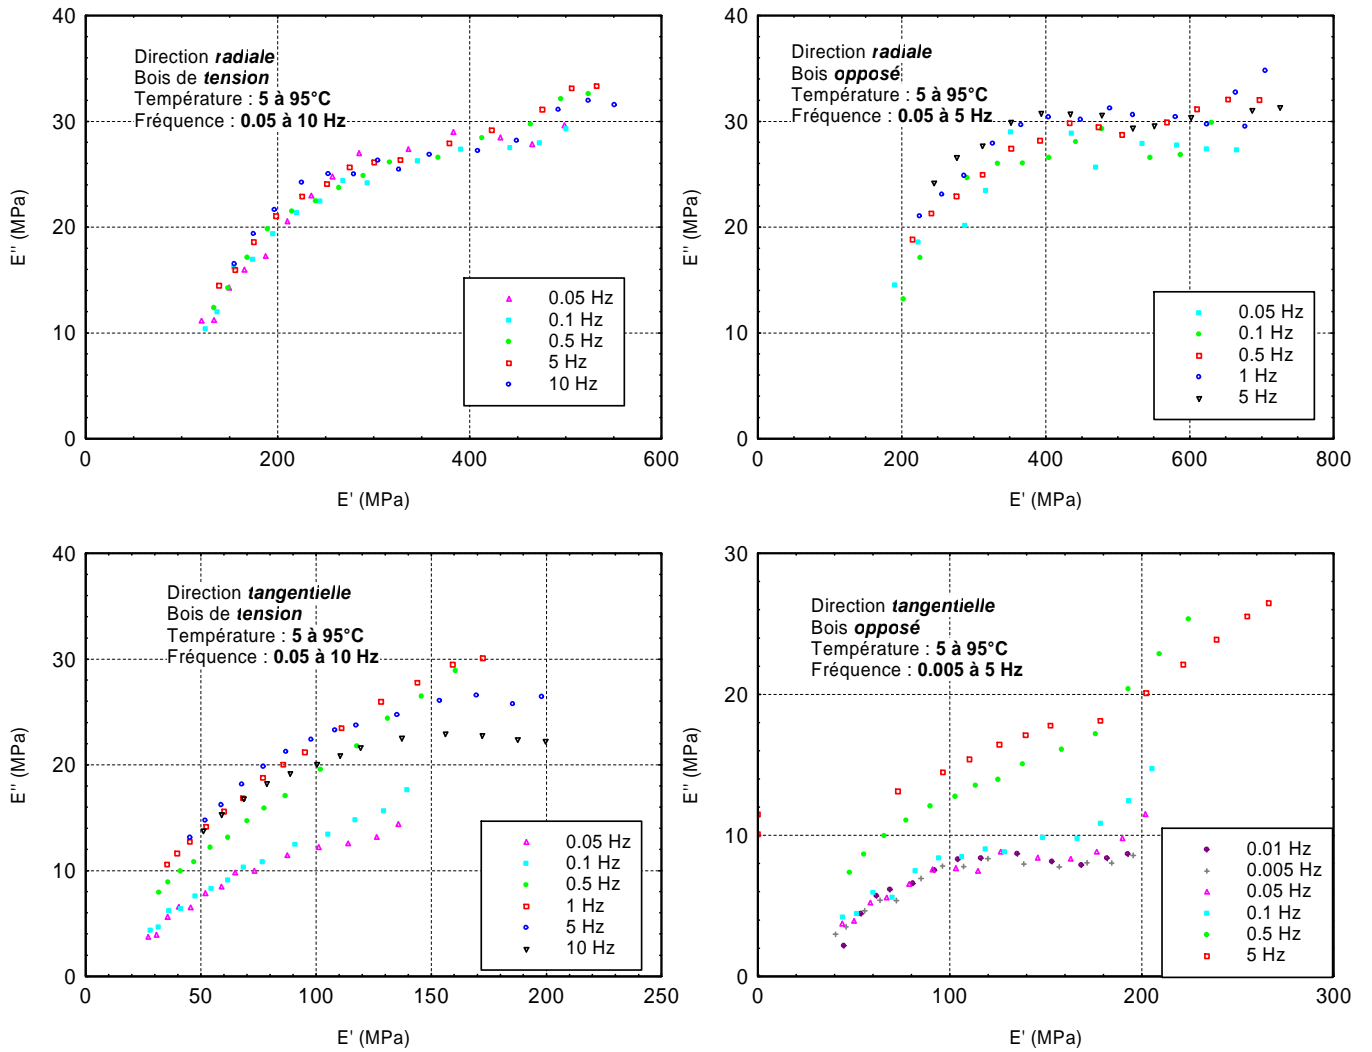 40
30
20
10
0
E'' (MPa)
Direction radiale
Bois de tension
Température : 5 à 95°C
Fréquence : 0.05 à 10 Hz
0.05 Hz
0.1 Hz
0.5 Hz
5 Hz
10 Hz
0 200 400 600
E' (MPa)
40
30
20
10
0
E'' (MPa)
Direction radiale
Bois opposé
Température : 5 à 95°C
Fréquence : 0.05 à 5 Hz
0.05 Hz
0.1 Hz
0.5 Hz
1 Hz
5 Hz
0 200 400 600 800
E' (MPa)
40
30
20
10
0
E'' (MPa)
Direction tangentielle
Bois de tension
Température : 5 à 95°C
Fréquence : 0.05 à 10 Hz
0.05 Hz
0.1 Hz
0.5 Hz
1 Hz
5 Hz
10 Hz
0 50 100 150 200 250
E' (MPa)
30
20
10
0
E'' (MPa)
Direction tangentielle
Bois opposé
Température : 5 à 95°C
Fréquence : 0.005 à 5 Hz
0.01 Hz
0.005 Hz
0.05 Hz
0.1 Hz
0.5 Hz
5 Hz
0 100 200 300
E' (MPa)